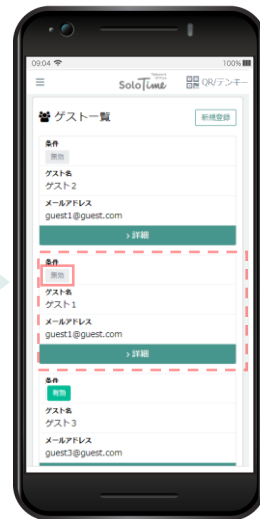 09:04 100%
SoloTime QR/テンキー
ゲスト一覧 新規登録
条件
無効
ゲスト名
ゲスト2
メールアドレス
guest1@guest.com
> 詳細
条件
無効
ゲスト名
ゲスト1
メールアドレス
guest1@guest.com
> 詳細
条件
有効
ゲスト名
ゲスト3
メールアドレス
guest3@guest.com